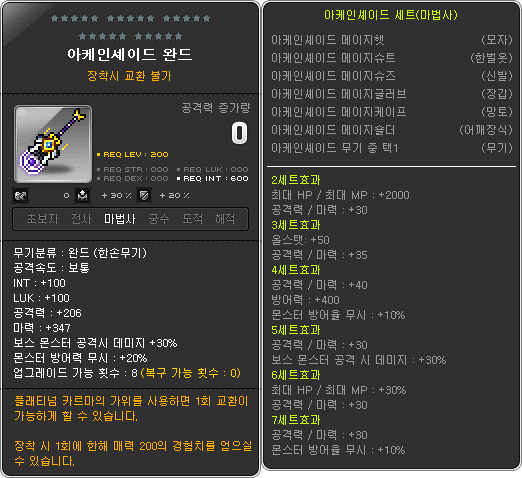 아케인셰이드 완드
장착시 교환 불가
공격력 증가량
0
REQ LEV : 200
REQ STR : 000
REQ LUK : 000
REQ DEX : 000
REQ INT : 600
0
+ 30 %
+ 20 %
초보자 전사 마법사 궁수 도적 해적
무기분류 : 완드 (한손무기)
공격속도 : 보통
INT : +100
LUK : +100
공격력 : +206
마력 : +347
보스 몬스터 공격시 데미지 +30%
몬스터 방어력 무시 : +20%
업그레이드 가능 횟수 : 8 (복구 가능 횟수 : 0)
플래티넘 카르마의 가위를 사용하면 1회 교환이
가능하게 할 수 있습니다.
장착 시 1회에 한해 매력 200의 경험치를 얻으실
수 있습니다.
아케인셰이드 세트(마법사)
아케인셰이드 메이지햇 (모자)
아케인셰이드 메이지슈트 (한벌옷)
아케인셰이드 메이지슈즈 (신발)
아케인셰이드 메이지글러브 (장갑)
아케인셰이드 메이지케이프 (망토)
아케인셰이드 메이지숄더 (어깨장식)
아케인셰이드 무기 중 택1 (무기)
2세트효과
최대 HP / 최대 MP : +2000
공격력 / 마력 : +30
3세트효과
올스탯: +50
공격력 / 마력 : +35
4세트효과
공격력 / 마력 : +40
방어력 : +400
몬스터 방어율 무시 : +10%
5세트효과
공격력 / 마력 : +30
보스 몬스터 공격 시 데미지 : +30%
6세트효과
최대 HP / 최대 MP : +30%
공격력 / 마력 : +30
7세트효과
공격력 / 마력 : +30
몬스터 방어율 무시 : +10%